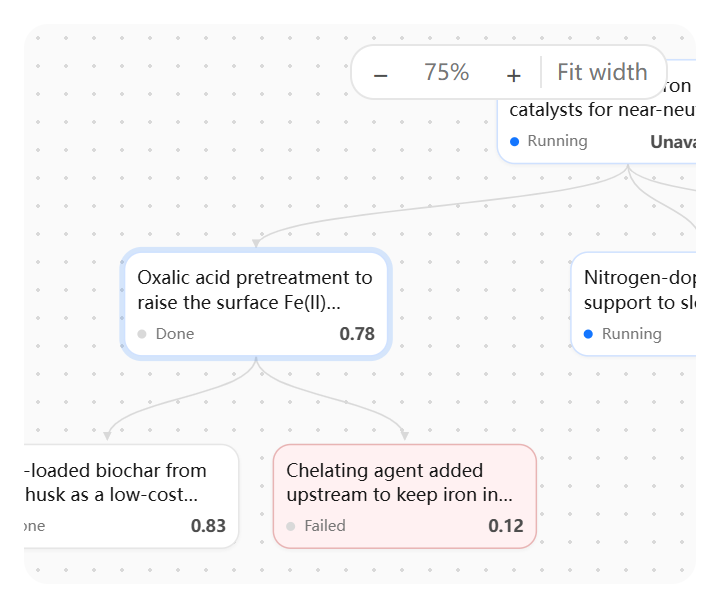 − 75% + Fit width
ron
catalysts for near-neu
Running Unava
Oxalic acid pretreatment to
raise the surface Fe(II)...
Done 0.78
Nitrogen-dop
support to sl
Running
-loaded biochar from
husk as a low-cost...
one 0.83
Chelating agent added
upstream to keep iron in...
Failed 0.12